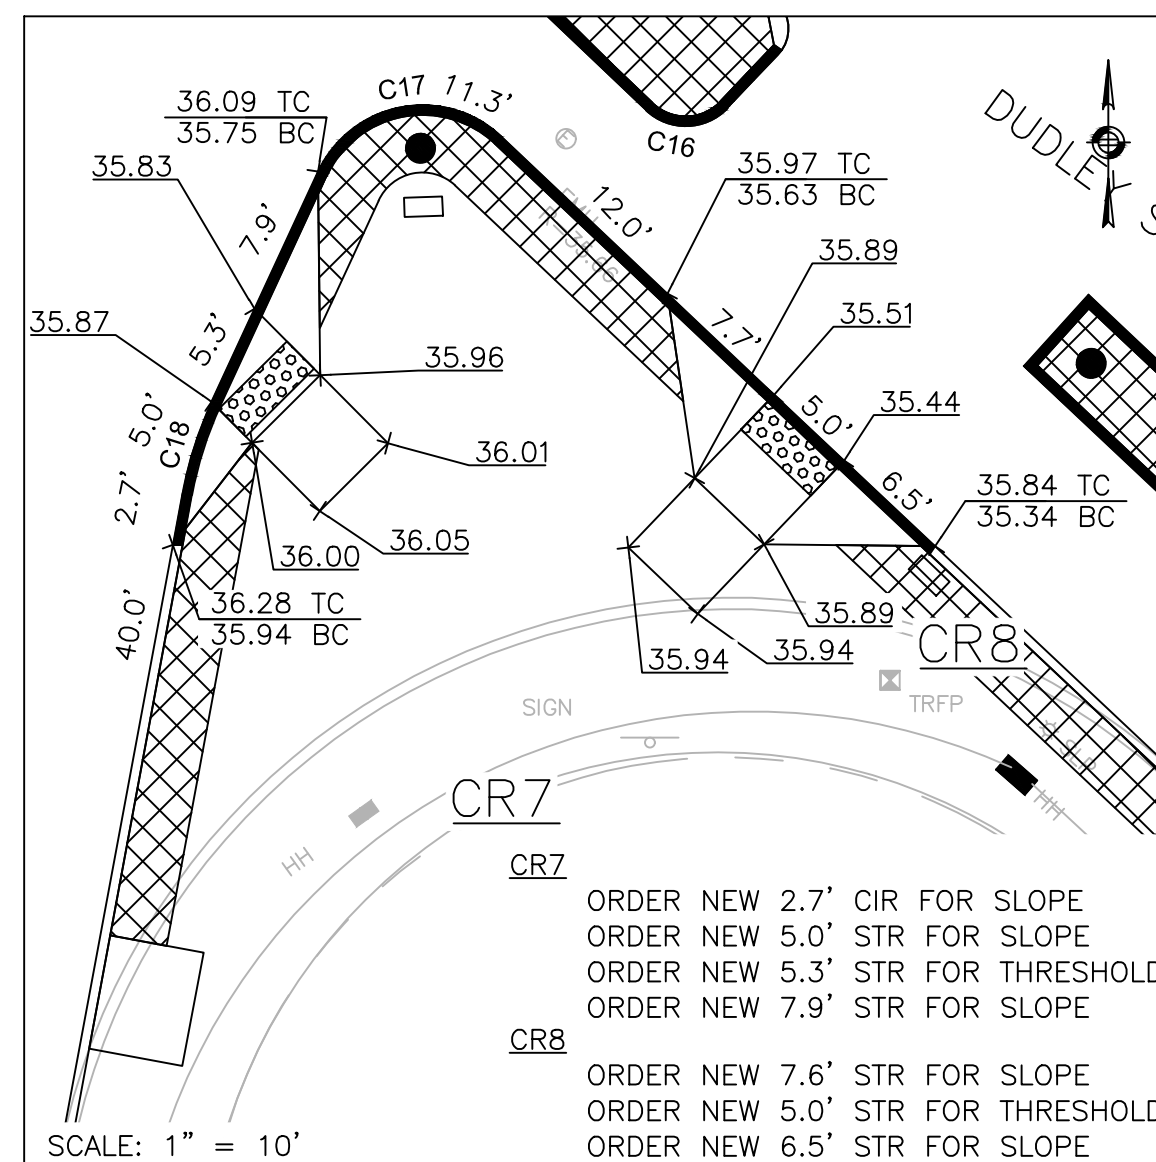 C17 11.3'
36.09 TC
35.75 BC
C16
DUDLEY S
35.83
35.97 TC
35.63 BC
12.0'
7.9'
35.89
35.87
5.3'
35.51
7.7'
35.96
5.0'
C18
5.0'
35.44
36.01
2.7'
6.5'
35.84 TC
35.34 BC
36.05
36.00
36.28 TC
35.94 BC
40.0'
35.89
35.94
35.94
CR8
SIGN
TRFP
SLP
CR7
HH
HH
CR7
ORDER NEW 2.7' CIR FOR SLOPE
ORDER NEW 5.0' STR FOR SLOPE
ORDER NEW 5.3' STR FOR THRESHOLD
ORDER NEW 7.9' STR FOR SLOPE
CR8
ORDER NEW 7.6' STR FOR SLOPE
ORDER NEW 5.0' STR FOR THRESHOLD
ORDER NEW 6.5' STR FOR SLOPE
SCALE: 1" = 10'